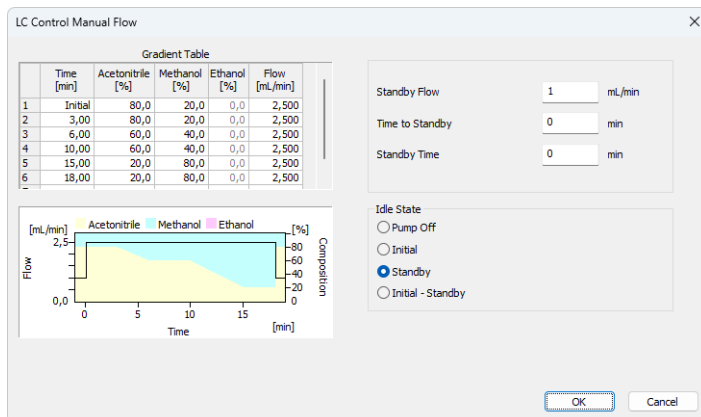 LC Control Manual Flow
Gradient Table
Time [min] Acetonitrile [%] Methanol [%] Ethanol [%] Flow [mL/min]
1 Initial 80,0 20,0 0,0 2,500
2 3,00 80,0 20,0 0,0 2,500
3 6,00 60,0 40,0 0,0 2,500
4 10,00 60,0 40,0 0,0 2,500
5 15,00 20,0 80,0 0,0 2,500
6 18,00 20,0 80,0 0,0 2,500
Standby Flow 1 mL/min
Time to Standby 0 min
Standby Time 0 min
[mL/min] Acetonitrile Methanol Ethanol [%]
2,5
0,0
Flow
80
60
40
20
0
Composition
0 5 10 15
Time [min]
Idle State
Pump Off
Initial
Standby
Initial - Standby
OK Cancel